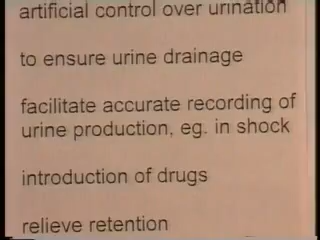 artificial control over urination
to ensure urine drainage
facilitate accurate recording of
urine production, eg. in shock
introduction of drugs
relieve retention